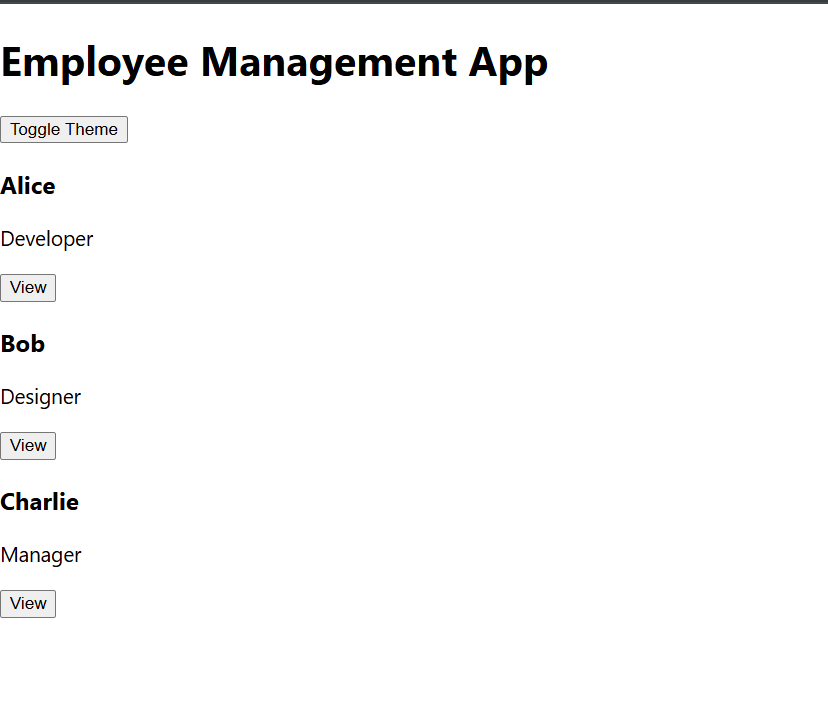 Employee Management App
Toggle Theme
Alice
Developer
View
Bob
Designer
View
Charlie
Manager
View